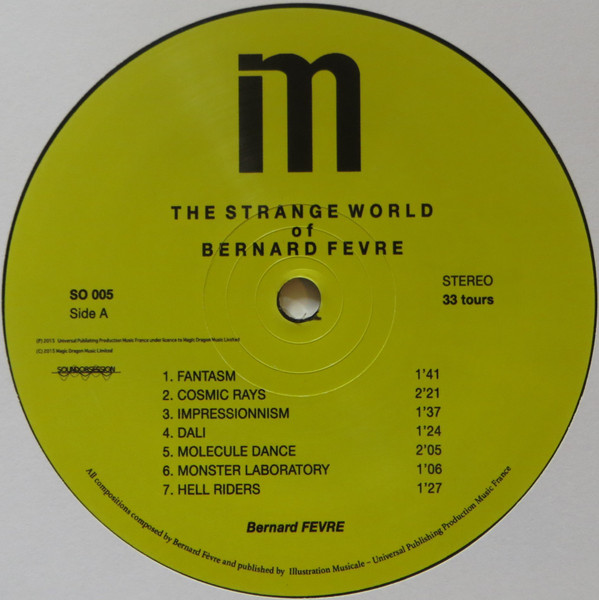 im
THE STRANGE WORLD
of
BERNARD FEVRE
SO 005
Side A
STEREO
33 tours
(P) 2013 Universal Publishing Production Music France under licence to Magic Dragon Music Limited
(C) 2013 Magic Dragon Music Limited
SOUNDOBSESSION
1. FANTASM 1'41
2. COSMIC RAYS 2'21
3. IMPRESSIONNISM 1'37
4. DALI 1'24
5. MOLECULE DANCE 2'05
6. MONSTER LABORATORY 1'06
7. HELL RIDERS 1'27
Bernard FEVRE
All compositions composed by Bernard Fèvre and published by Illustration Musicale – Universal Publishing Production Music France